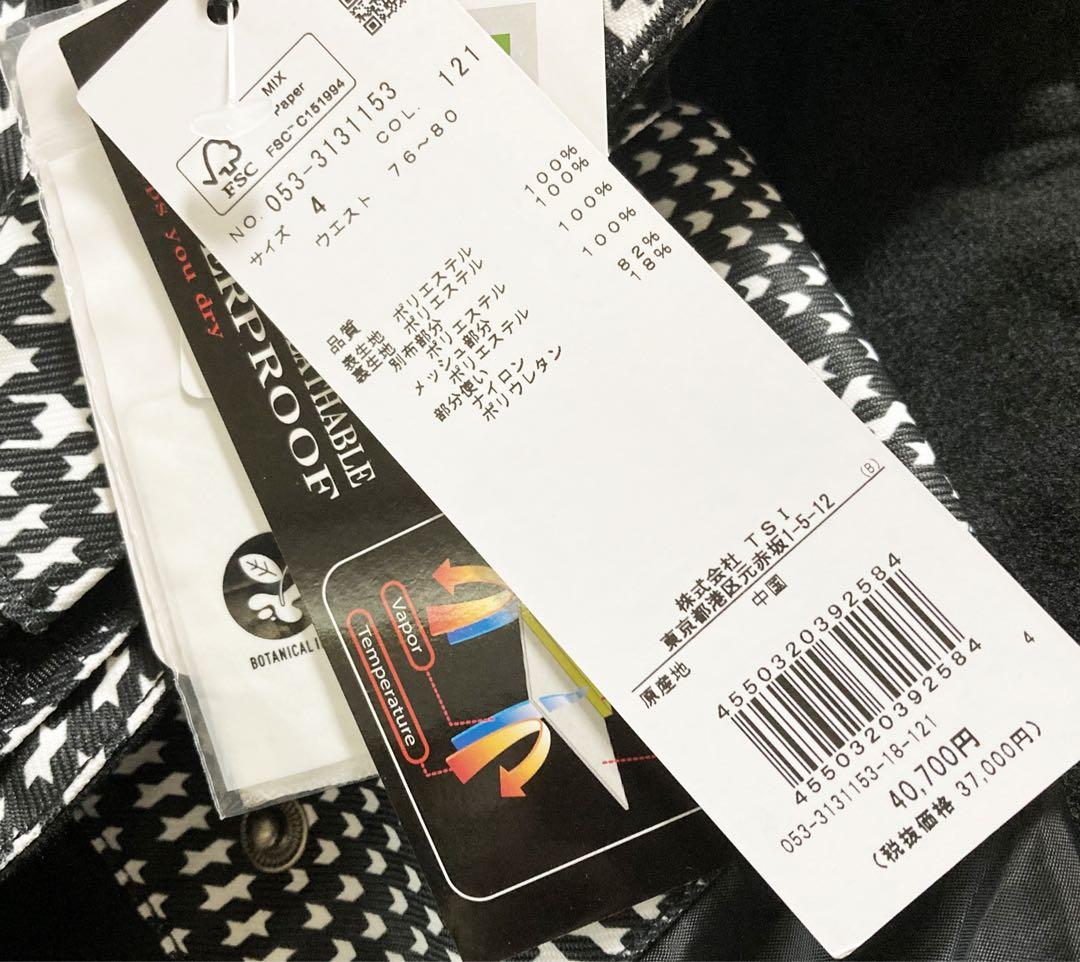 MIX
Paper
FSC™ C151994
FSC
NO. 053-3131153 COL. 121
サイズ 4
ウエスト 76~80
品質
表生地 ポリエステル 100%
裏生地 ポリエステル 100%
別布部分
ポリエステル 100%
メッシュ部分
ポリエステル 100%
部分使い
ナイロン 82%
ポリウレタン 18%
(B)
株式会社 TSI
東京都港区元赤坂1-5-12
原産地 中国
4550320392584
4550320392584 4
053-3131153-18-121
40,700円
(税抜価格 37,000円)
you dry
Vapor
Temperature